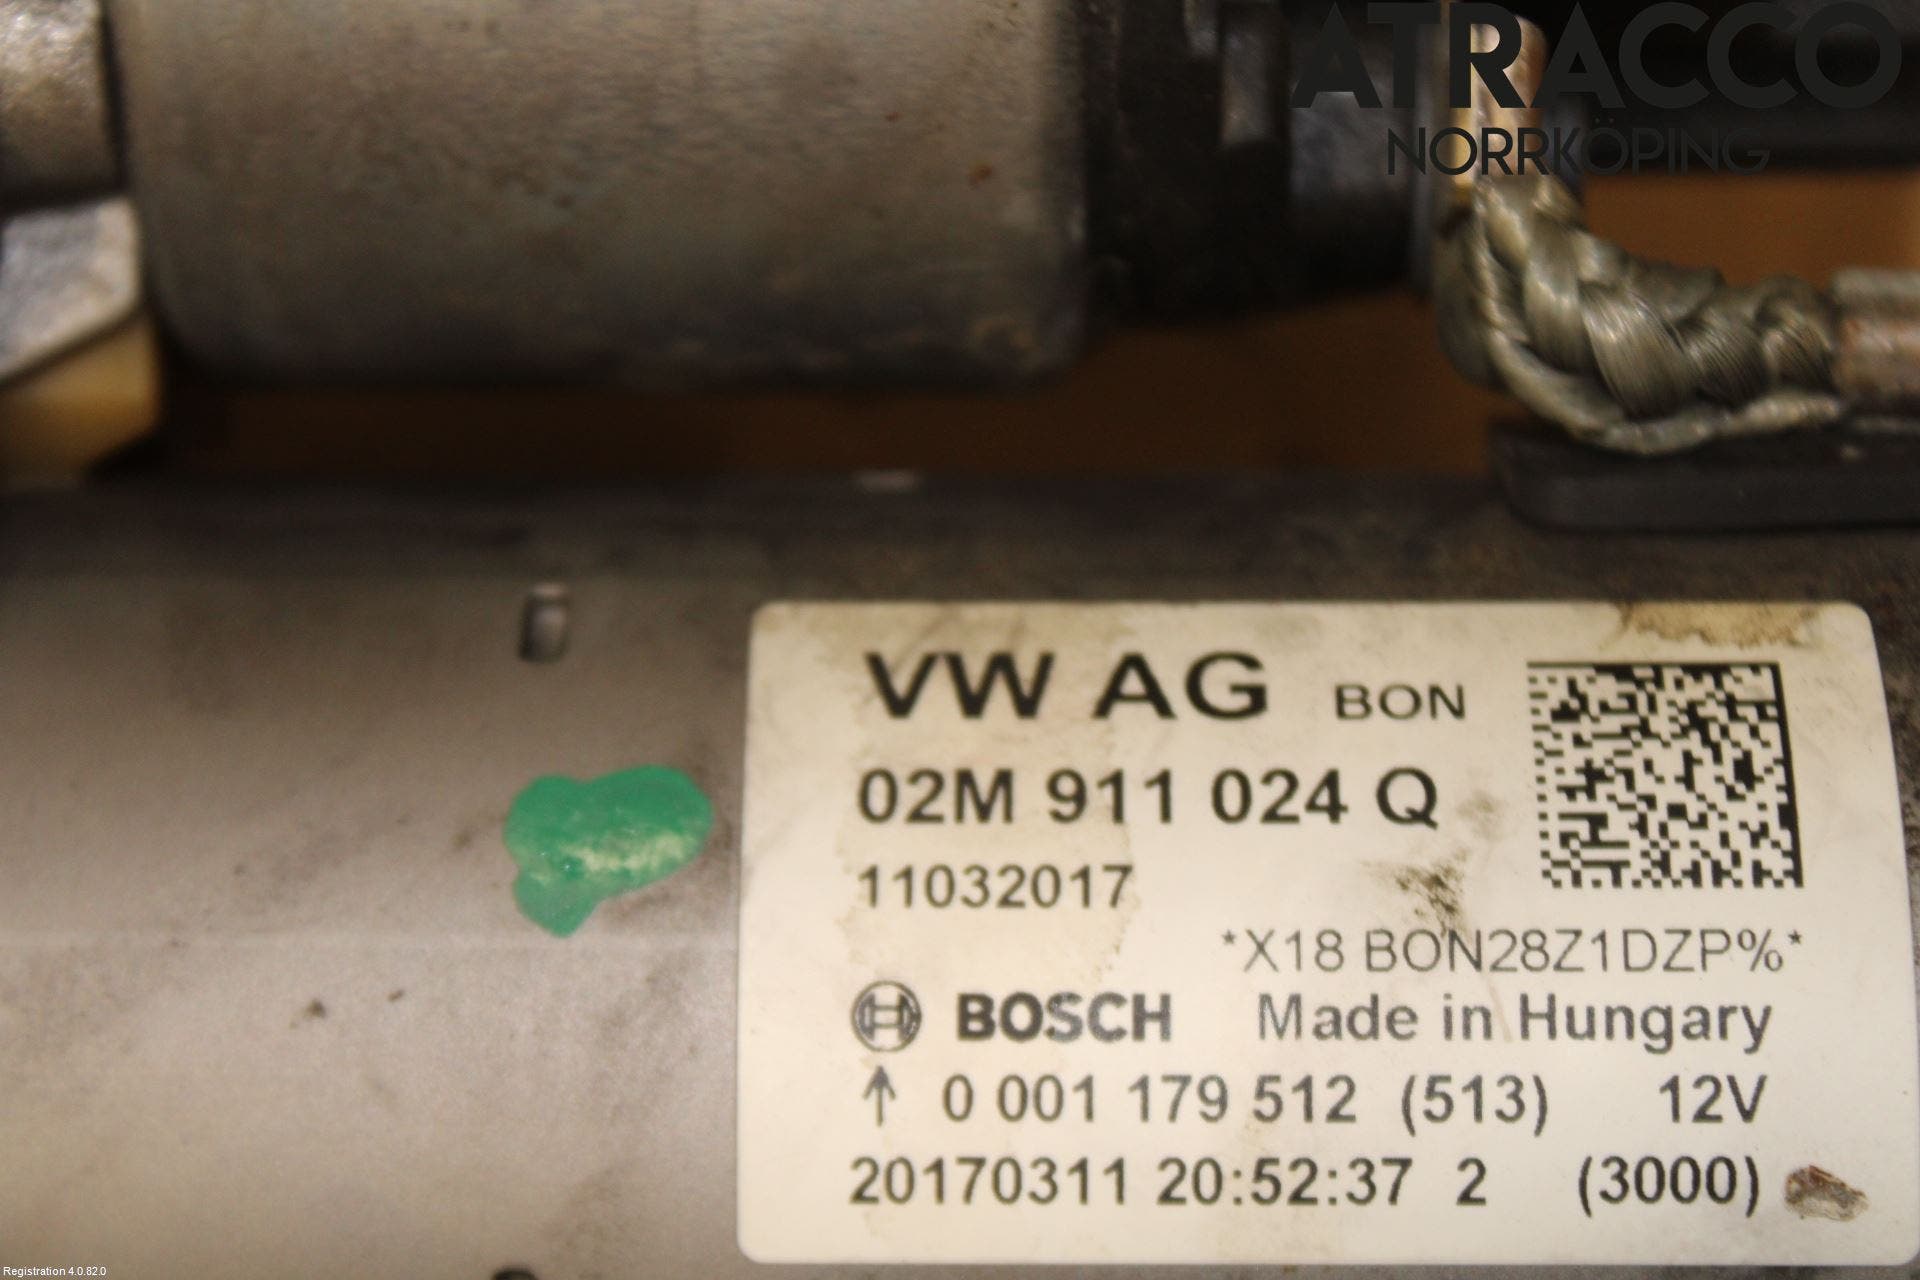 ATRACCO
NORRKÖPING
VW AG BON
02M 911 024 Q
11032017
*X18 BON28Z1DZP%*
BOSCH Made in Hungary
↑ 0 001 179 512 (513) 12V
20170311 20:52:37 2 (3000)
Registration 4.0.82.0